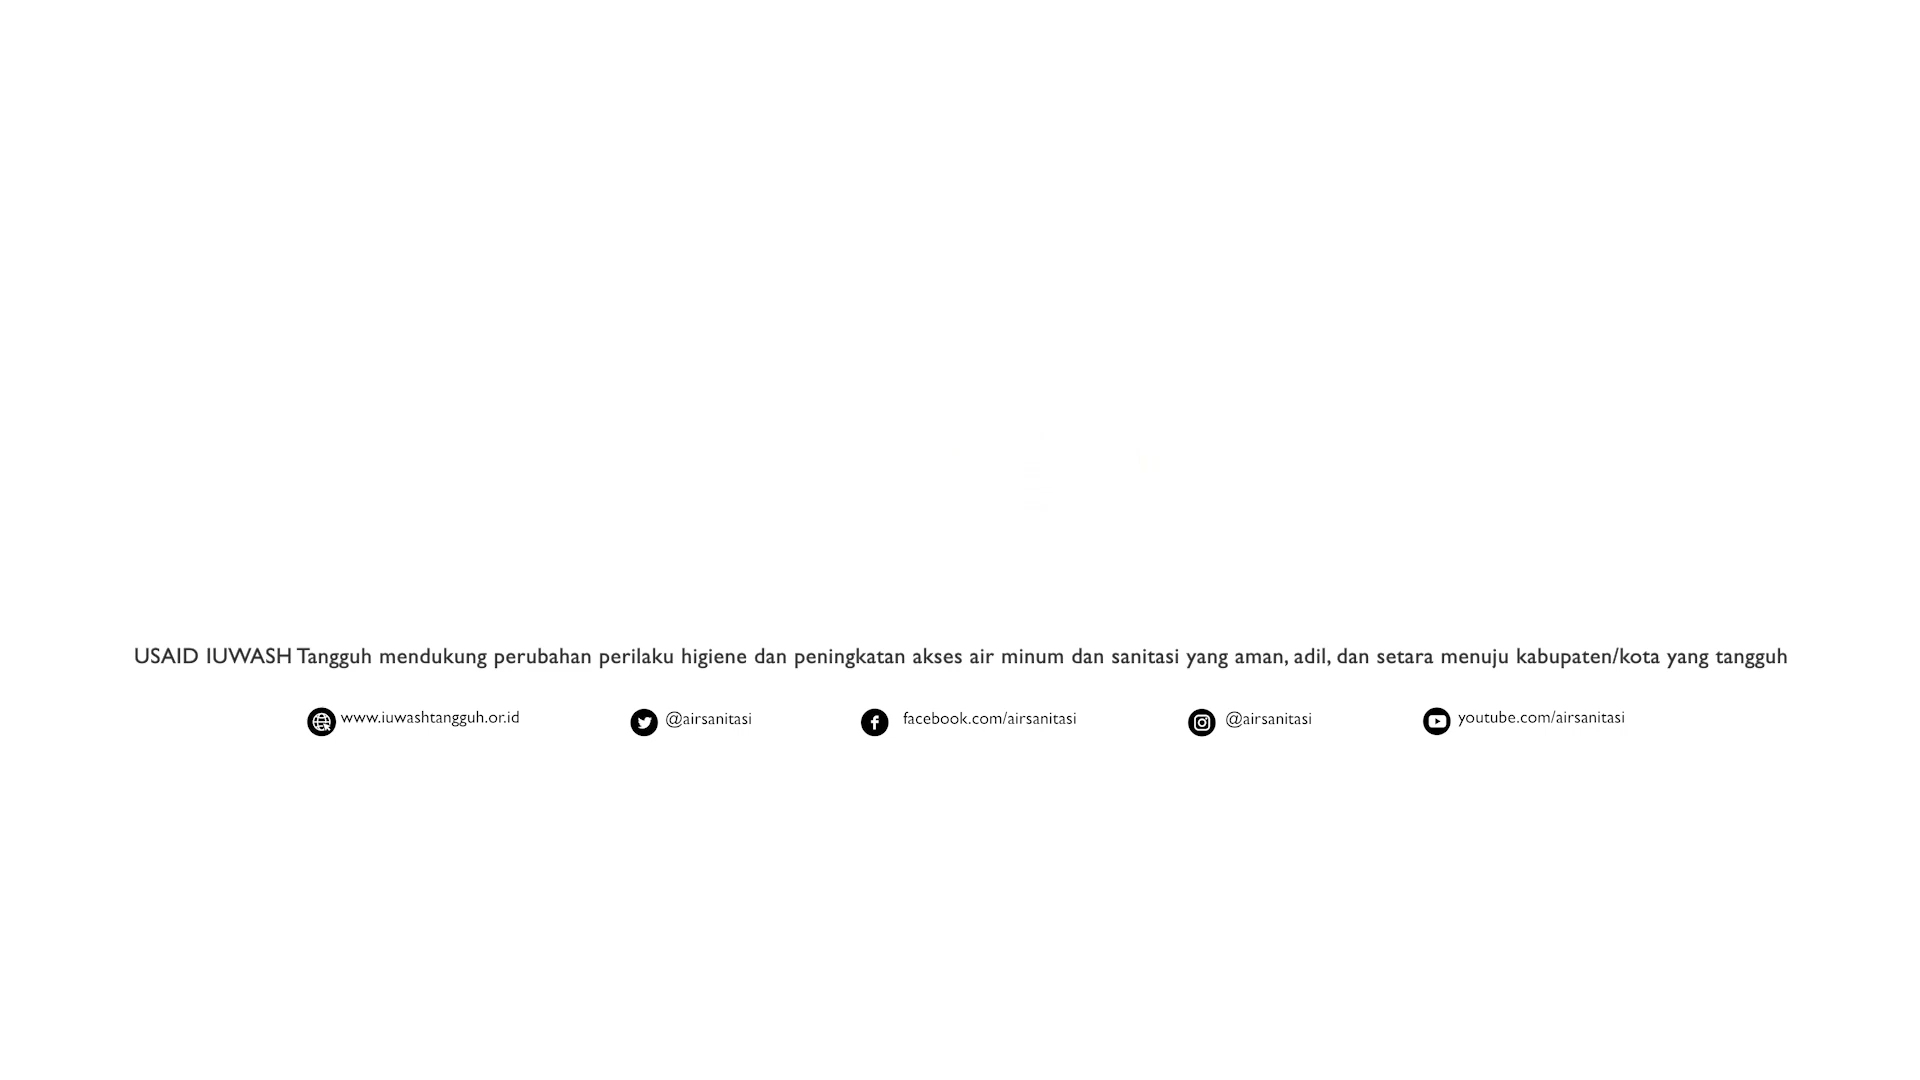 USAID IUWASH Tangguh mendukung perubahan perilaku higiene dan peningkatan akses air minum dan sanitasi yang aman, adil, dan setara menuju kabupaten/kota yang tangguh
www.iuwashtangguh.or.id @airsanitasi facebook.com/airsanitasi @airsanitasi youtube.com/airsanitasi